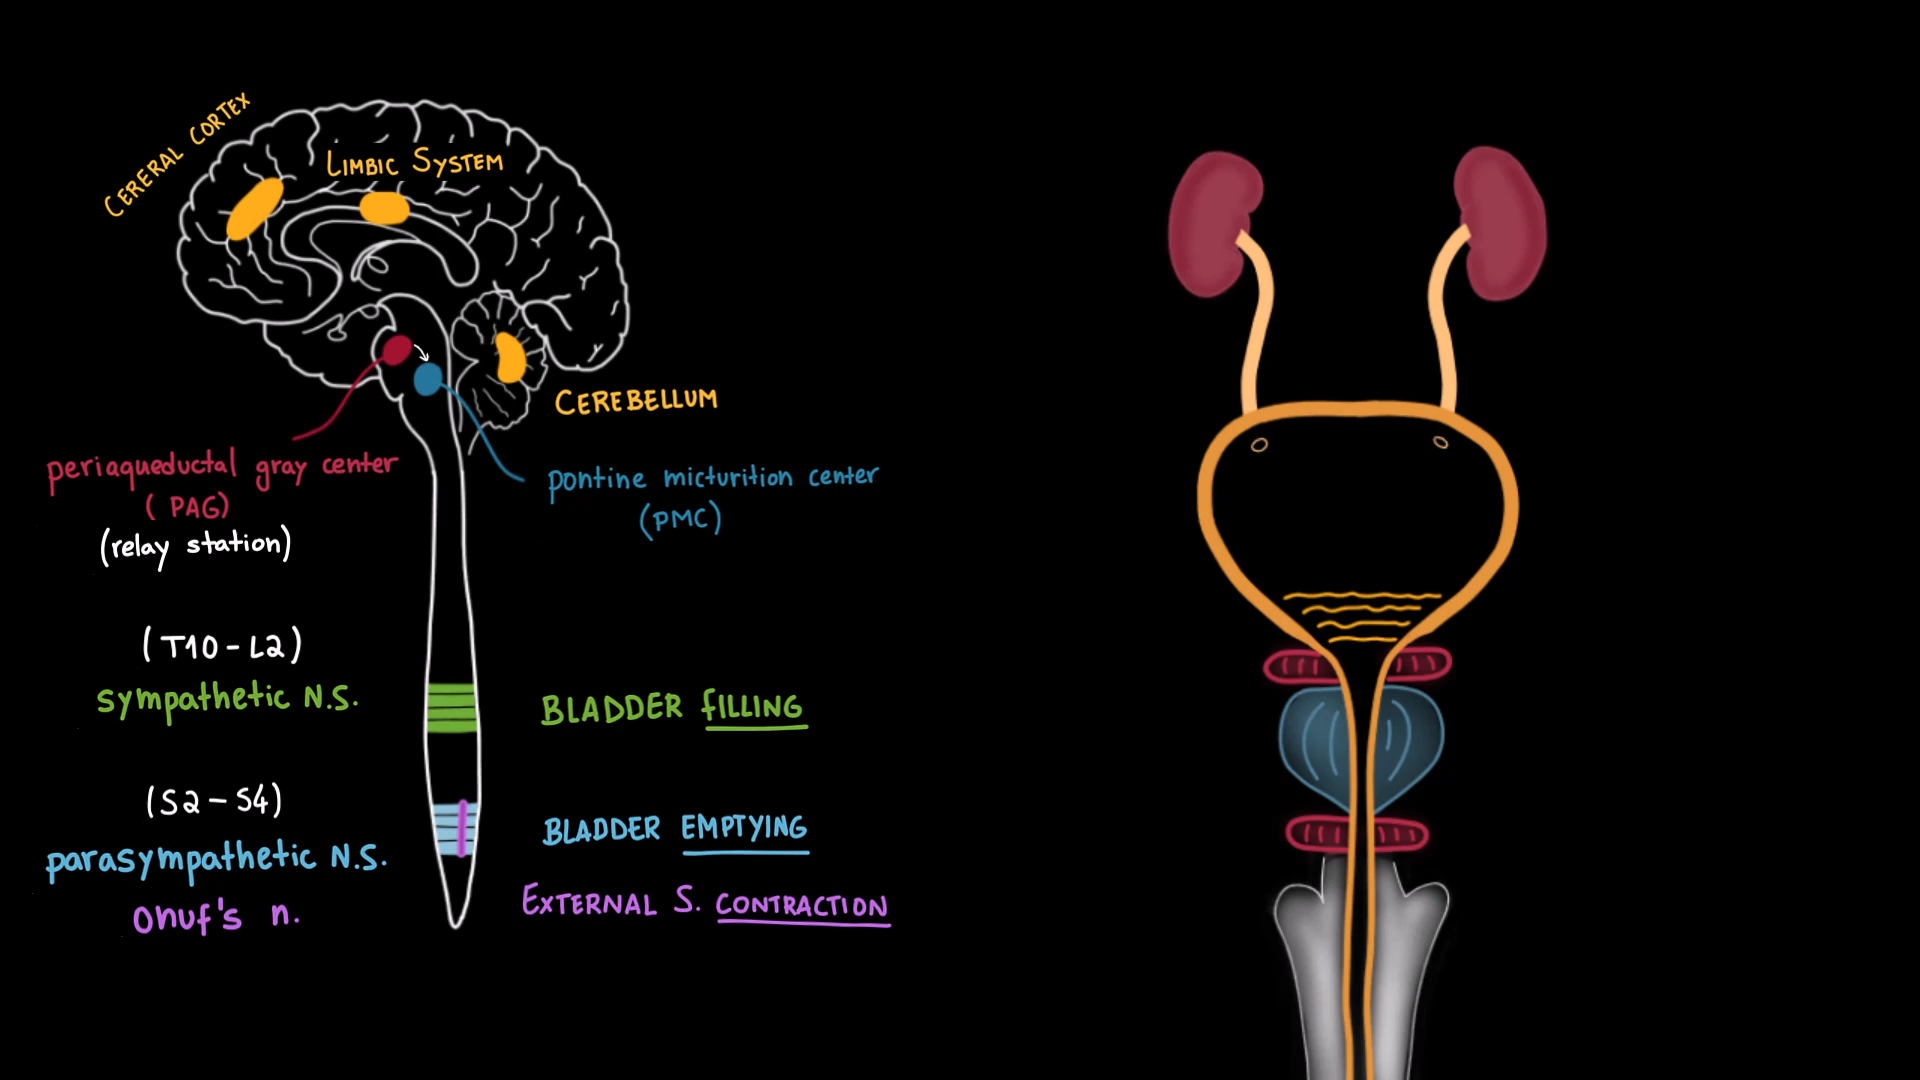 CERERAL CORTEX
LIMBIC SYSTEM
CEREBELLUM
periaqueductal gray center
(PAG)
(relay station)
pontine micturition center
(PMC)
(T10-L2)
sympathetic N.S.
BLADDER FILLING
(S2-S4)
parasympathetic N.S.
BLADDER EMPTYING
Onuf's n.
EXTERNAL S. CONTRACTION